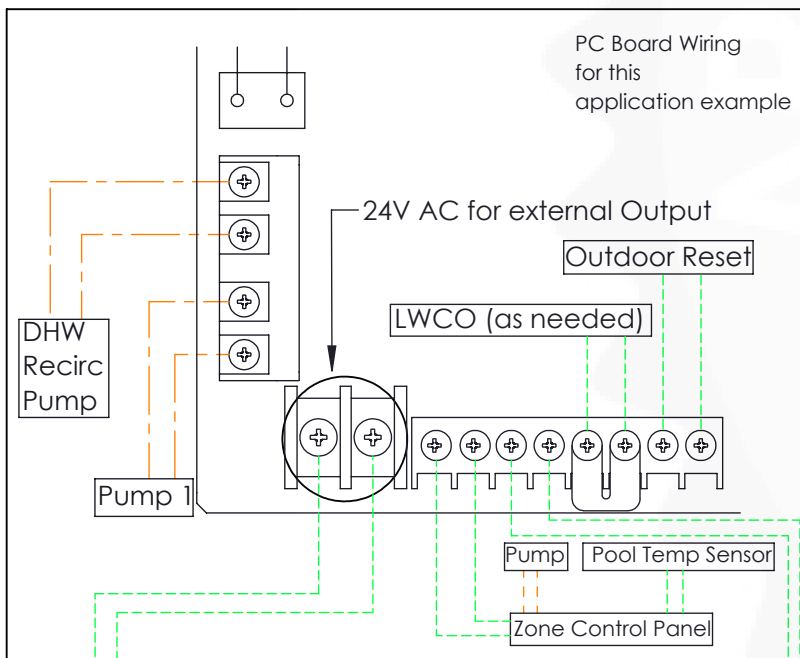 PC Board Wiring
for this
application example
24V AC for external Output
Outdoor Reset
LWCO (as needed)
DHW
Recirc
Pump
Pump 1
Pump
Pool Temp Sensor
Zone Control Panel